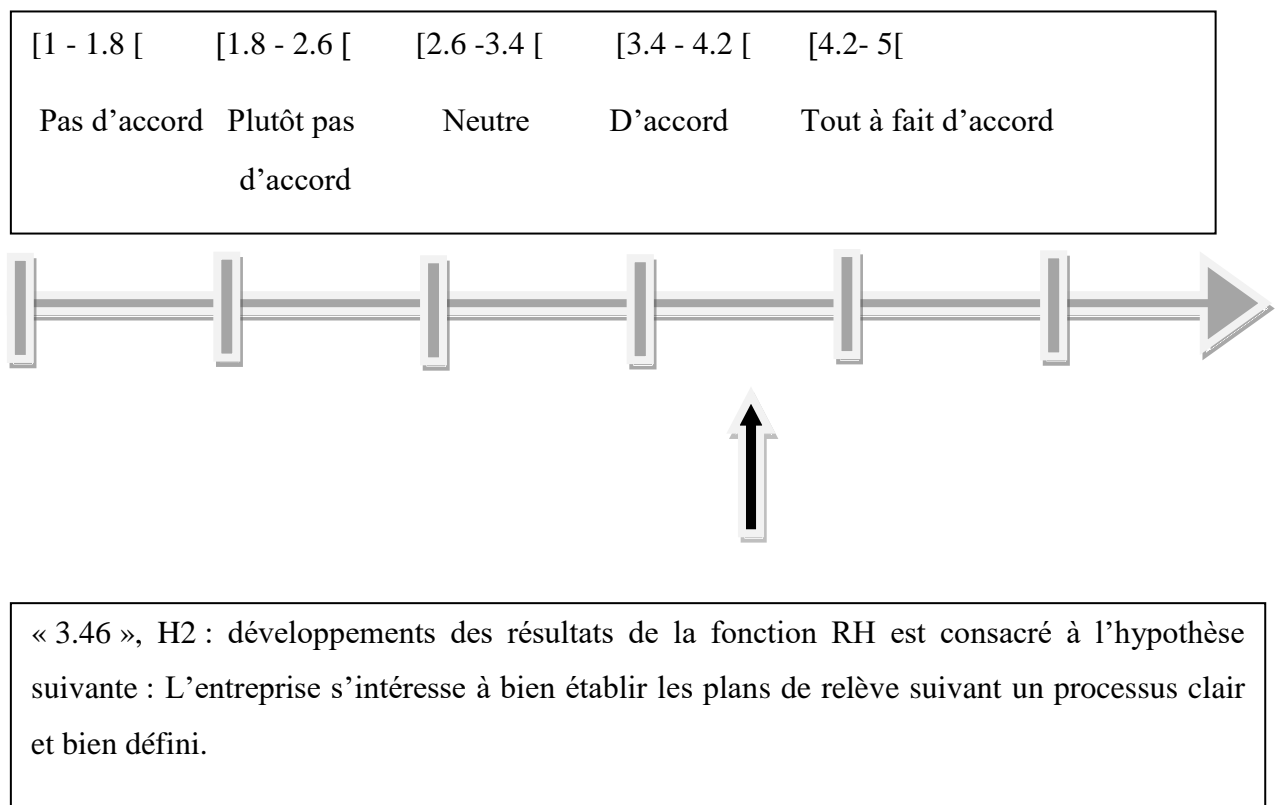 [1 - 1.8 [ [1.8 - 2.6 [ [2.6 -3.4 [ [3.4 - 4.2 [ [4.2- 5[
Pas d’accord Plutôt pas Neutre D’accord Tout à fait d’accord
d’accord
« 3.46 », H2 : développements des résultats de la fonction RH est consacré à l’hypothèse
suivante : L’entreprise s’intéresse à bien établir les plans de relève suivant un processus clair
et bien défini.